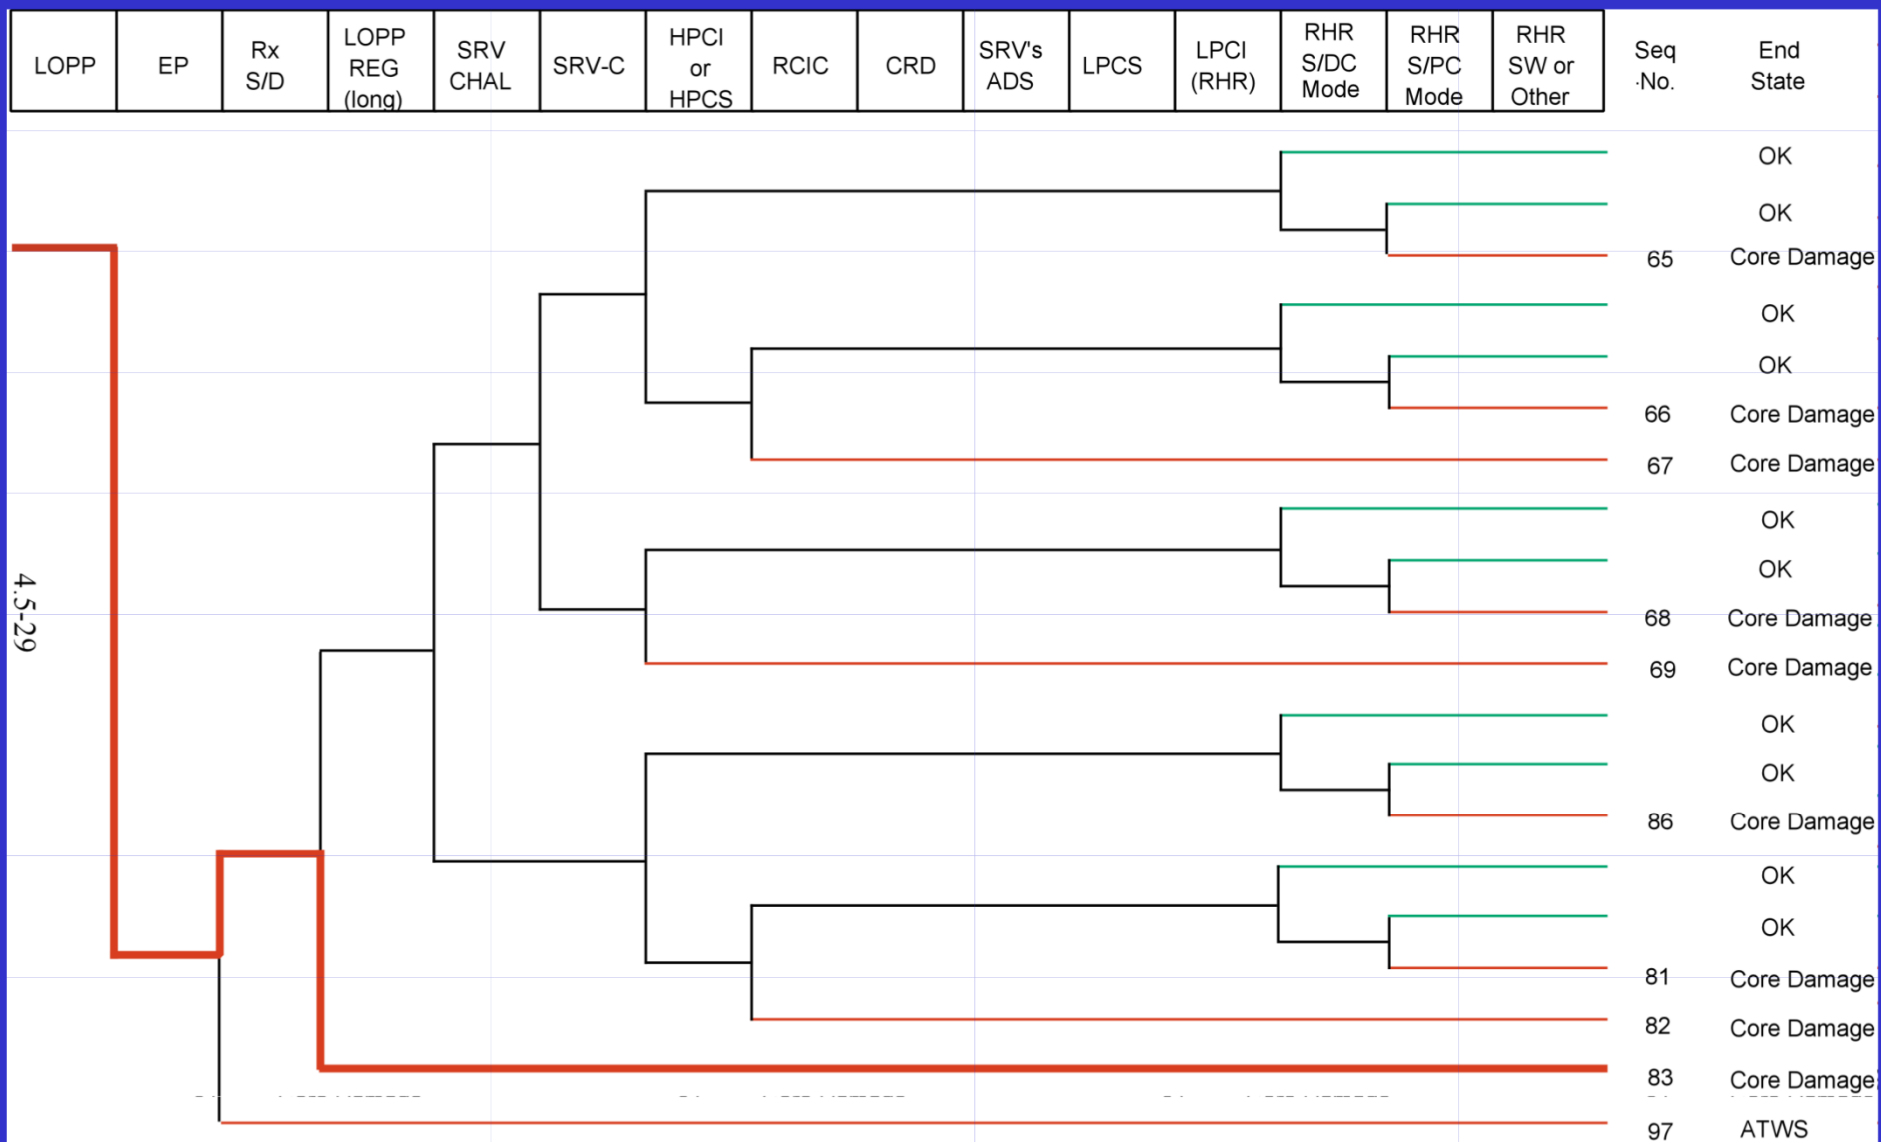 LOPP
EP
Rx
S/D
LOPP
REG
(long)
SRV
CHAL
SRV-C
HPCI
or
HPCS
RCIC
CRD
SRV's
ADS
LPCS
LPCI
(RHR)
RHR
S/DC
Mode
RHR
S/PC
Mode
RHR
SW or
Other
Seq
·No.
End
State
OK
OK
65 Core Damage
OK
OK
66 Core Damage
67 Core Damage
OK
OK
68 Core Damage
69 Core Damage
OK
OK
86 Core Damage
OK
OK
81 Core Damage
82 Core Damage
83 Core Damage
97 ATWS
4.5-29